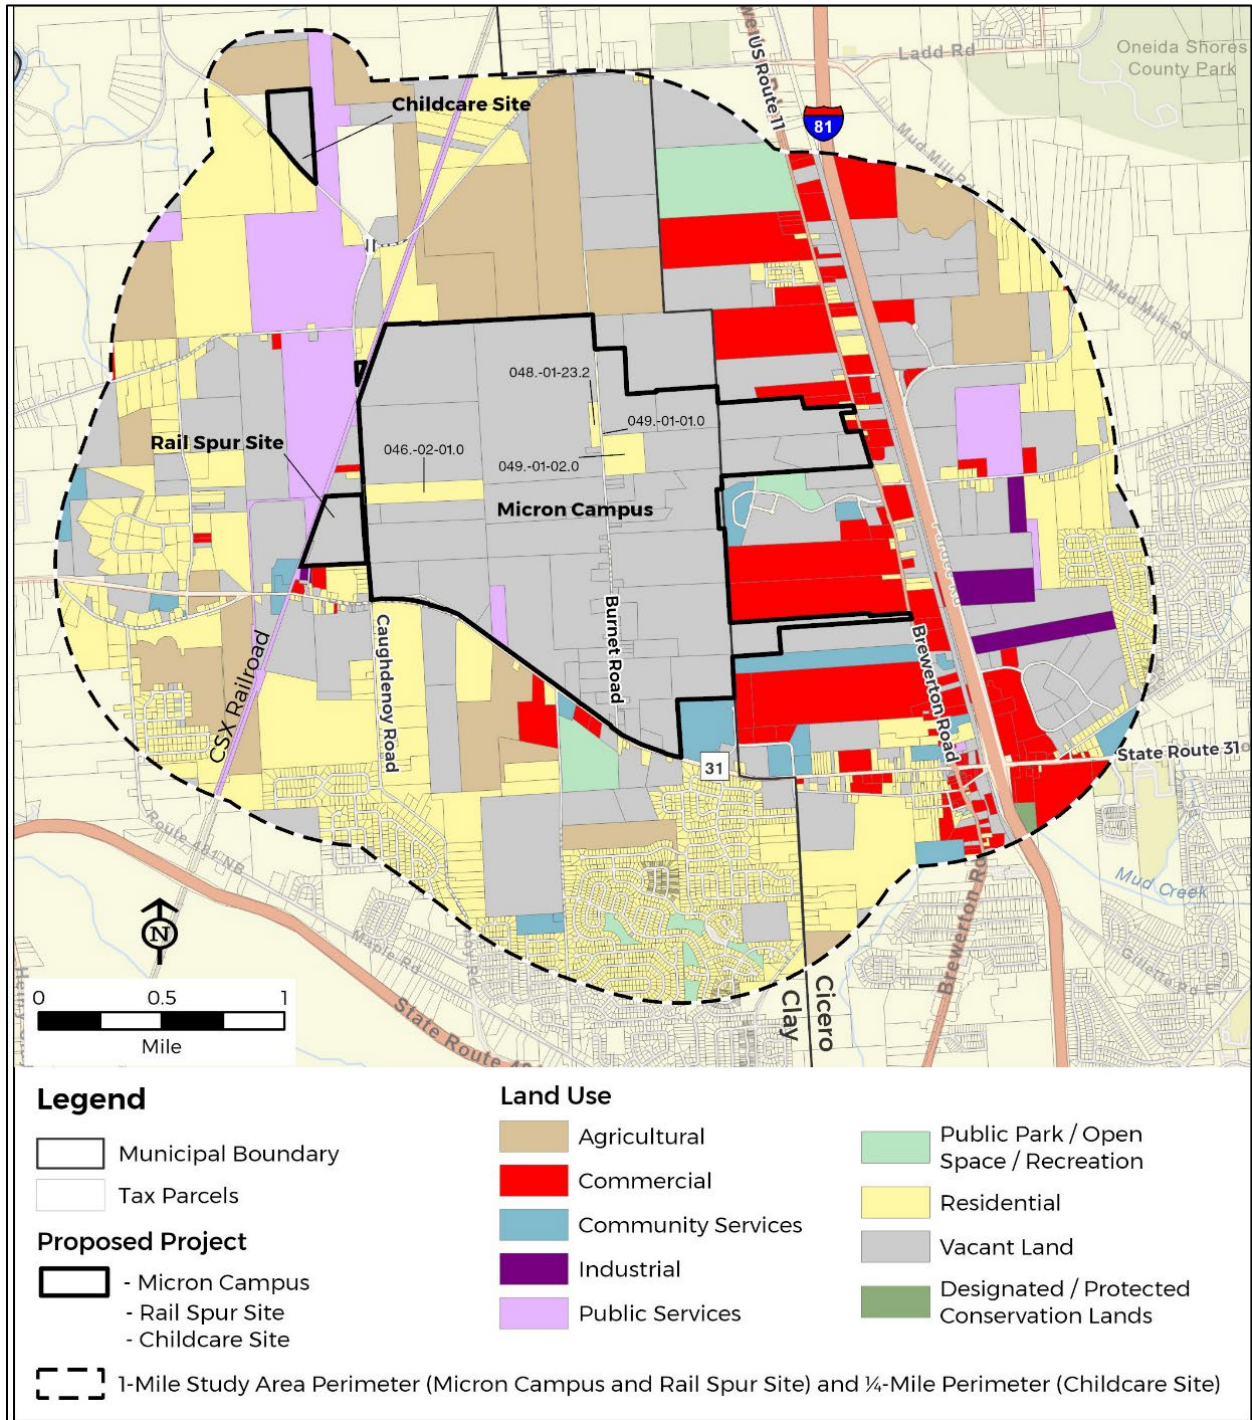 Ladd Rd
Oneida Shores
County Park
US Route 11
81
Childcare Site
Mud Mill Rd
Mud Mill Rd
048.-01-23.2
049.-01-01.0
Rail Spur Site
046.-02-01.0
049.-01-02.0
Micron Campus
Burnet Road
Caughdenoy Road
CSX Railroad
Brewerton Road
31
State Route 31
Route 481 NB
Mud Creek
Maple Rd
Brewerton Rd
Gillette Rd
N
State Route 4
Clay
Cicero
0 0.5 1
Mile
Legend
Municipal Boundary
Tax Parcels
Proposed Project
- Micron Campus
- Rail Spur Site
- Childcare Site
Land Use
Agricultural
Commercial
Community Services
Industrial
Public Services
Public Park / Open
Space / Recreation
Residential
Vacant Land
Designated / Protected
Conservation Lands
1-Mile Study Area Perimeter (Micron Campus and Rail Spur Site) and ¼-Mile Perimeter (Childcare Site)